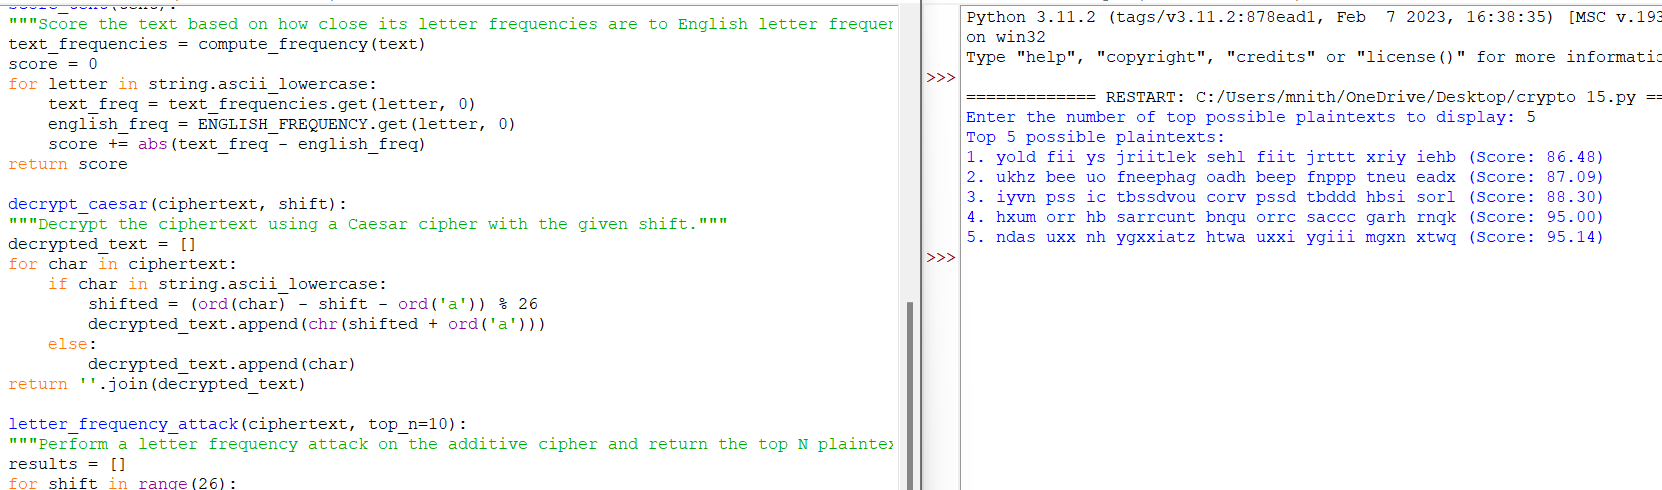 """Score the text based on how close its letter frequencies are to English letter frequer
text_frequencies = compute_frequency(text)
score = 0
for letter in string.ascii_lowercase:
text_freq = text_frequencies.get(letter, 0)
english_freq = ENGLISH_FREQUENCY.get(letter, 0)
score += abs(text_freq - english_freq)
return score
decrypt_caesar(ciphertext, shift):
"""Decrypt the ciphertext using a Caesar cipher with the given shift."""
decrypted_text = []
for char in ciphertext:
if char in string.ascii_lowercase:
shifted = (ord(char) - shift - ord('a')) % 26
decrypted_text.append(chr(shifted + ord('a')))
else:
decrypted_text.append(char)
return ''.join(decrypted_text)
letter_frequency_attack(ciphertext, top_n=10):
"""Perform a letter frequency attack on the additive cipher and return the top N plaintex
results = []
for shift in range(26):
Python 3.11.2 (tags/v3.11.2:878ead1, Feb  7 2023, 16:38:35) [MSC v.193
on win32
Type "help", "copyright", "credits" or "license()" for more informatic
>>>
============= RESTART: C:/Users/mnith/OneDrive/Desktop/crypto 15.py ==
Enter the number of top possible plaintexts to display: 5
Top 5 possible plaintexts:
1. yold fii ys jriitlek sehl fiit jrttt xriy iehb (Score: 86.48)
2. ukhz bee uo fneephag oadh beep fnppp tneu eadx (Score: 87.09)
3. iyvn pss ic tbssdvou corv pssd tbddd hbsi sorl (Score: 88.30)
4. hxum orr hb sarrcunt bnqu orrc saccc garh rnqk (Score: 95.00)
5. ndas uxx nh ygxxiatz htwa uxxi ygiii mgxn xtwq (Score: 95.14)
>>>